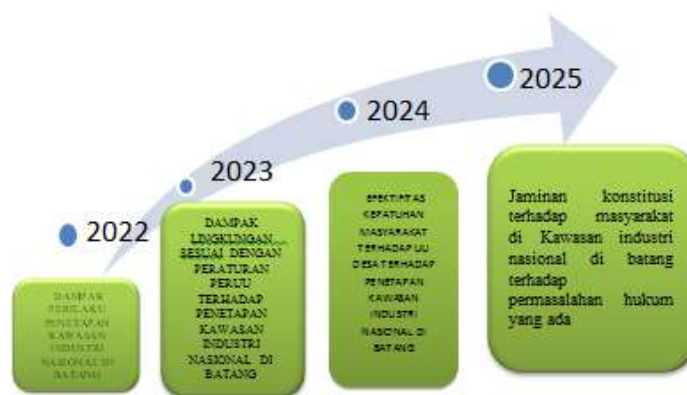 2022
2023
2024
2025
DAMPAK
PERILAKU
PENETAPAN
KAWASAN
INDUSTRI
NASIONAL DI
BATANG
DAMPAK
LINGKUNGAN
SESUAI DENGAN
PERATURAN
PERUU
TERHADAP
PENETAPAN
KAWASAN
INDUSTRI
NASIONAL DI
BATANG
EFEKTIFITAS
KEPATUHAN
MASYARAKAT
TERHADAP UU
DESA TERHADAP
PENETAPAN
KAWASAN
INDUSTRI
NASIONAL DI
BATANG
Jaminan konstitusi
terhadap masyarakat
di Kawasan industri
nasional di batang
terhadap
permasalahan hukum
yang ada